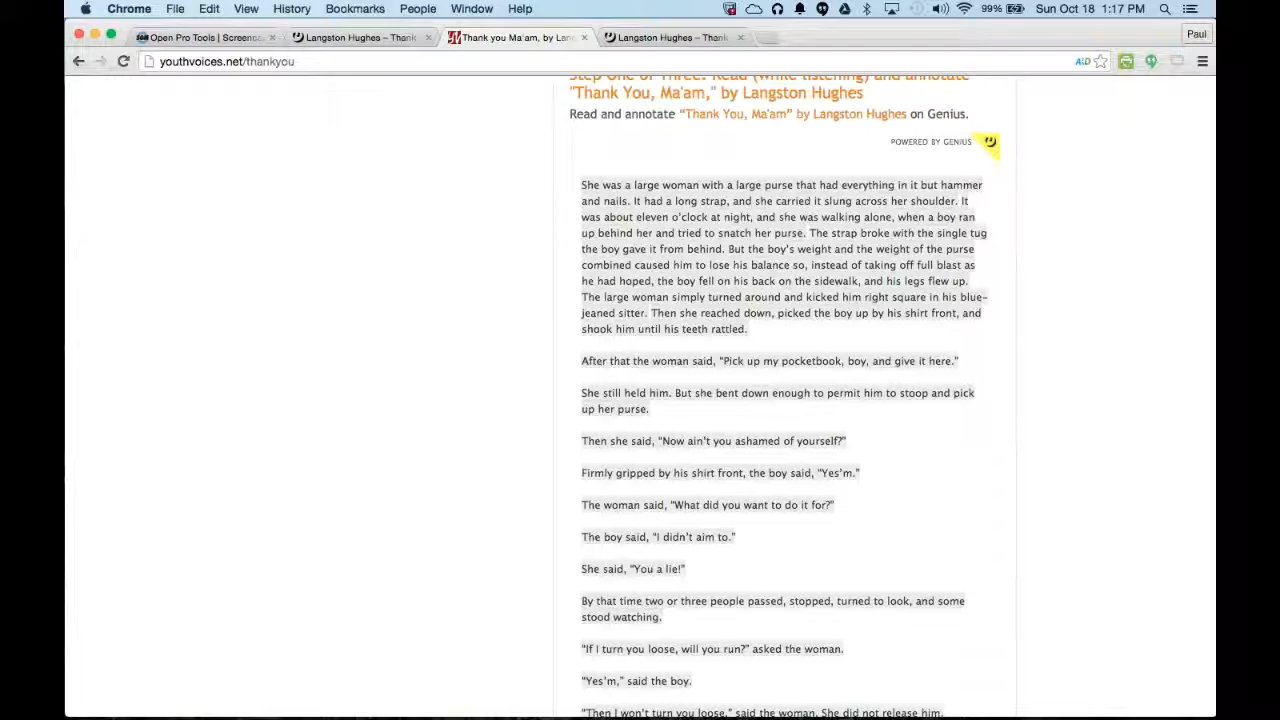 Chrome File Edit View History Bookmarks People Window Help 99% Sun Oct 18 1:17 PM
Open Pro Tools | Screenc
Langston Hughes – Thank
Thank you Ma'am, by Lan
Langston Hughes – Thank
Paul
youthvoices.net/thankyou
Step One of Three: Read (while listening) and annotate
"Thank You, Ma'am," by Langston Hughes
Read and annotate “Thank You, Ma'am” by Langston Hughes on Genius.
POWERED BY GENIUS
She was a large woman with a large purse that had everything in it but hammer
and nails. It had a long strap, and she carried it slung across her shoulder. It
was about eleven o'clock at night, and she was walking alone, when a boy ran
up behind her and tried to snatch her purse. The strap broke with the single tug
the boy gave it from behind. But the boy's weight and the weight of the purse
combined caused him to lose his balance so, instead of taking off full blast as
he had hoped, the boy fell on his back on the sidewalk, and his legs flew up.
The large woman simply turned around and kicked him right square in his blue-
jeaned sitter. Then she reached down, picked the boy up by his shirt front, and
shook him until his teeth rattled.
After that the woman said, “Pick up my pocketbook, boy, and give it here.”
She still held him. But she bent down enough to permit him to stoop and pick
up her purse.
Then she said, “Now ain't you ashamed of yourself?”
Firmly gripped by his shirt front, the boy said, “Yes'm.”
The woman said, “What did you want to do it for?”
The boy said, “I didn't aim to.”
She said, “You a lie!”
By that time two or three people passed, stopped, turned to look, and some
stood watching.
“If I turn you loose, will you run?” asked the woman.
“Yes'm,” said the boy.
“Then I won't turn you loose,” said the woman. She did not release him.